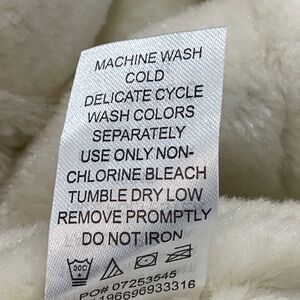 MACHINE WASH
COLD
DELICATE CYCLE
WASH COLORS
SEPARATELY
USE ONLY NON-
CHLORINE BLEACH
TUMBLE DRY LOW
REMOVE PROMPTLY
DO NOT IRON
30C
PO# 07253545
196696933316